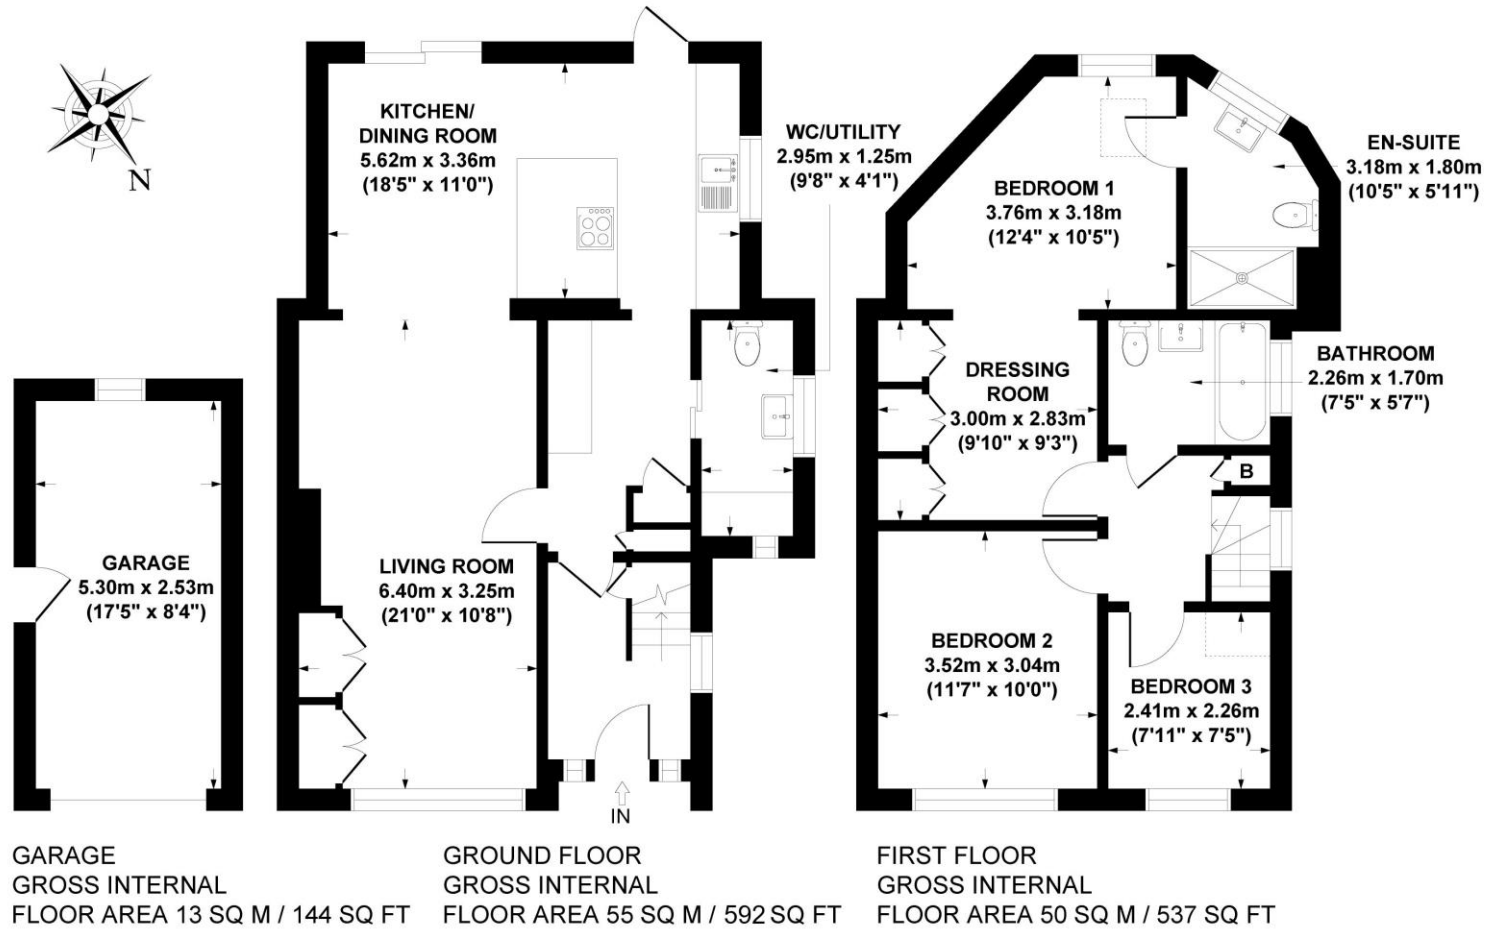 N
KITCHEN/
DINING ROOM
5.62m x 3.36m
(18'5" x 11'0")
WC/UTILITY
2.95m x 1.25m
(9'8" x 4'1")
EN-SUITE
3.18m x 1.80m
(10'5" x 5'11")
BEDROOM 1
3.76m x 3.18m
(12'4" x 10'5")
BATHROOM
2.26m x 1.70m
(7'5" x 5'7")
DRESSING
ROOM
3.00m x 2.83m
(9'10" x 9'3")
B
GARAGE
5.30m x 2.53m
(17'5" x 8'4")
LIVING ROOM
6.40m x 3.25m
(21'0" x 10'8")
BEDROOM 2
3.52m x 3.04m
(11'7" x 10'0")
BEDROOM 3
2.41m x 2.26m
(7'11" x 7'5")
IN
GARAGE
GROSS INTERNAL
FLOOR AREA 13 SQ M / 144 SQ FT
GROUND FLOOR
GROSS INTERNAL
FLOOR AREA 55 SQ M / 592 SQ FT
FIRST FLOOR
GROSS INTERNAL
FLOOR AREA 50 SQ M / 537 SQ FT